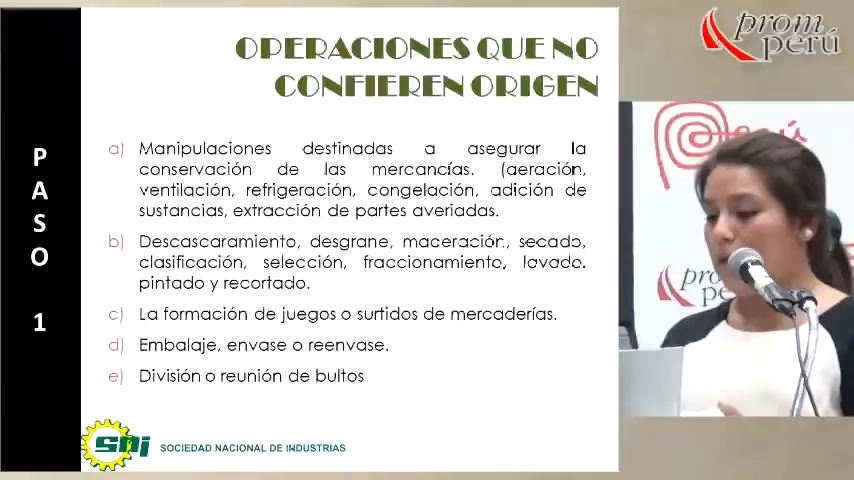 OPERACIONES QUE NO
CONFIEREN ORIGEN
PASO 1
a) Manipulaciones destinadas a asegurar la
conservación de las mercancías. (aeración,
ventilación, refrigeración, congelación, adición de
sustancias, extracción de partes averiadas.
b) Descascaramiento, desgrane, maceración, secado,
clasificación, selección, fraccionamiento, lavado,
pintado y recortado.
c) La formación de juegos o surtidos de mercaderías.
d) Embalaje, envase o reenvase.
e) División o reunión de bultos
sni SOCIEDAD NACIONAL DE INDUSTRIAS
prom
perú